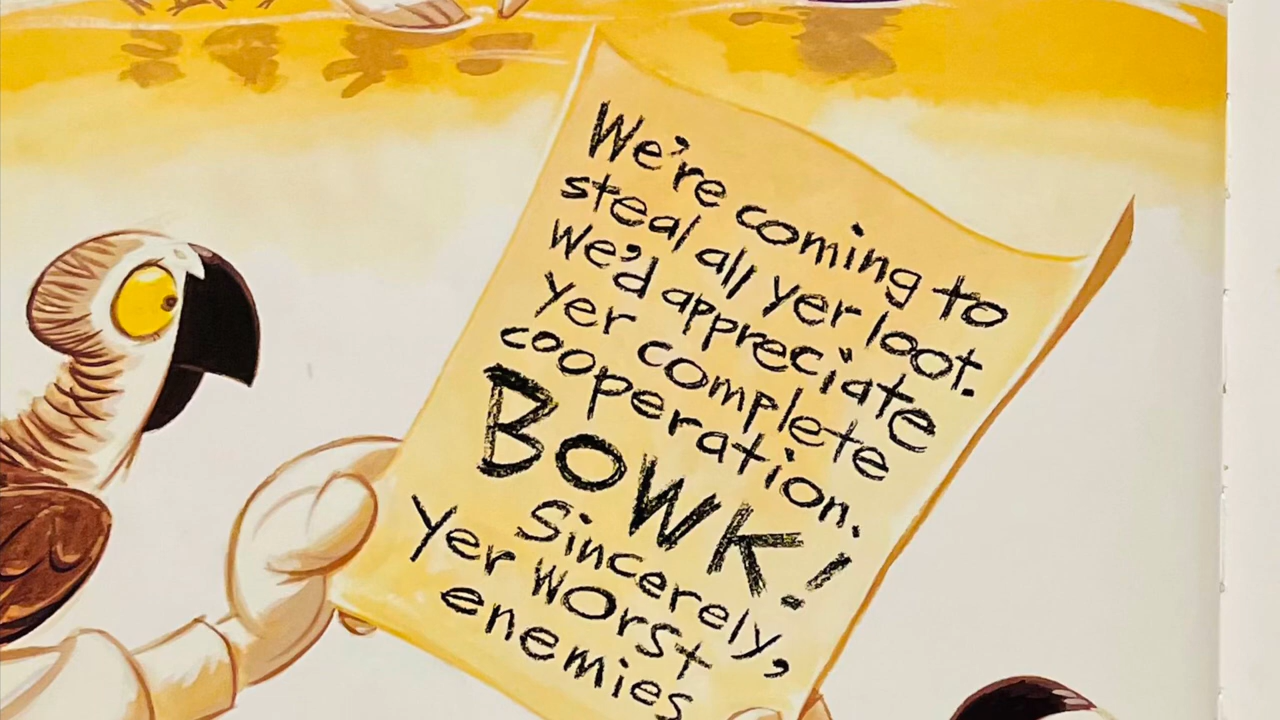 We're coming to
steal all yer loot.
We'd appreciate
yer complete
cooperation.
BOWK!
Sincerely,
Yer worst
enemies